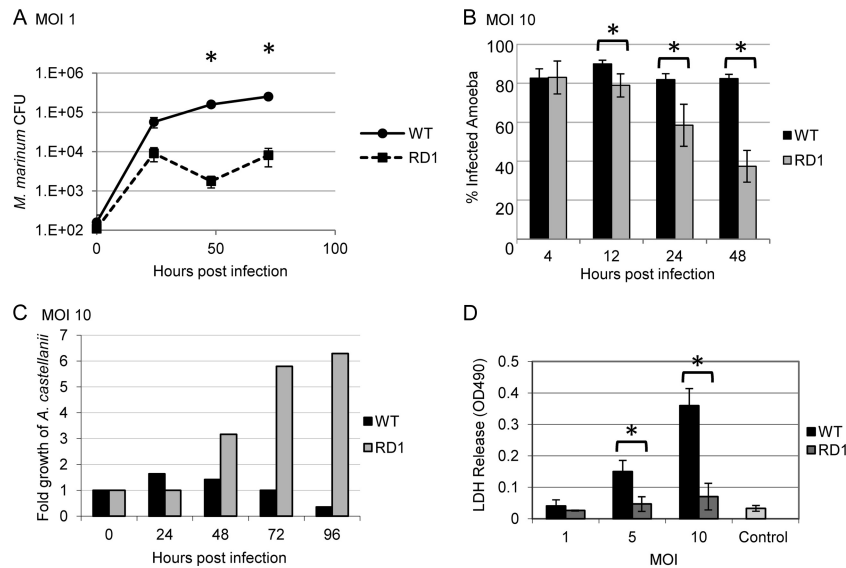 A MOI 1
* *
1.E+06
1.E+05
1.E+04
1.E+03
1.E+02
M. marinum CFU
0 50 100
Hours post infection
WT
RD1
B MOI 10
* * *
100
80
60
40
20
0
% Infected Amoeba
4 12 24 48
Hours post infection
WT
RD1
C MOI 10
7
6
5
4
3
2
1
0
Fold growth of A. castellanii
0 24 48 72 96
Hours post infection
WT
RD1
D
* *
0.5
0.4
0.3
0.2
0.1
0
LDH Release (OD490)
1 5 10 Control
MOI
WT
RD1